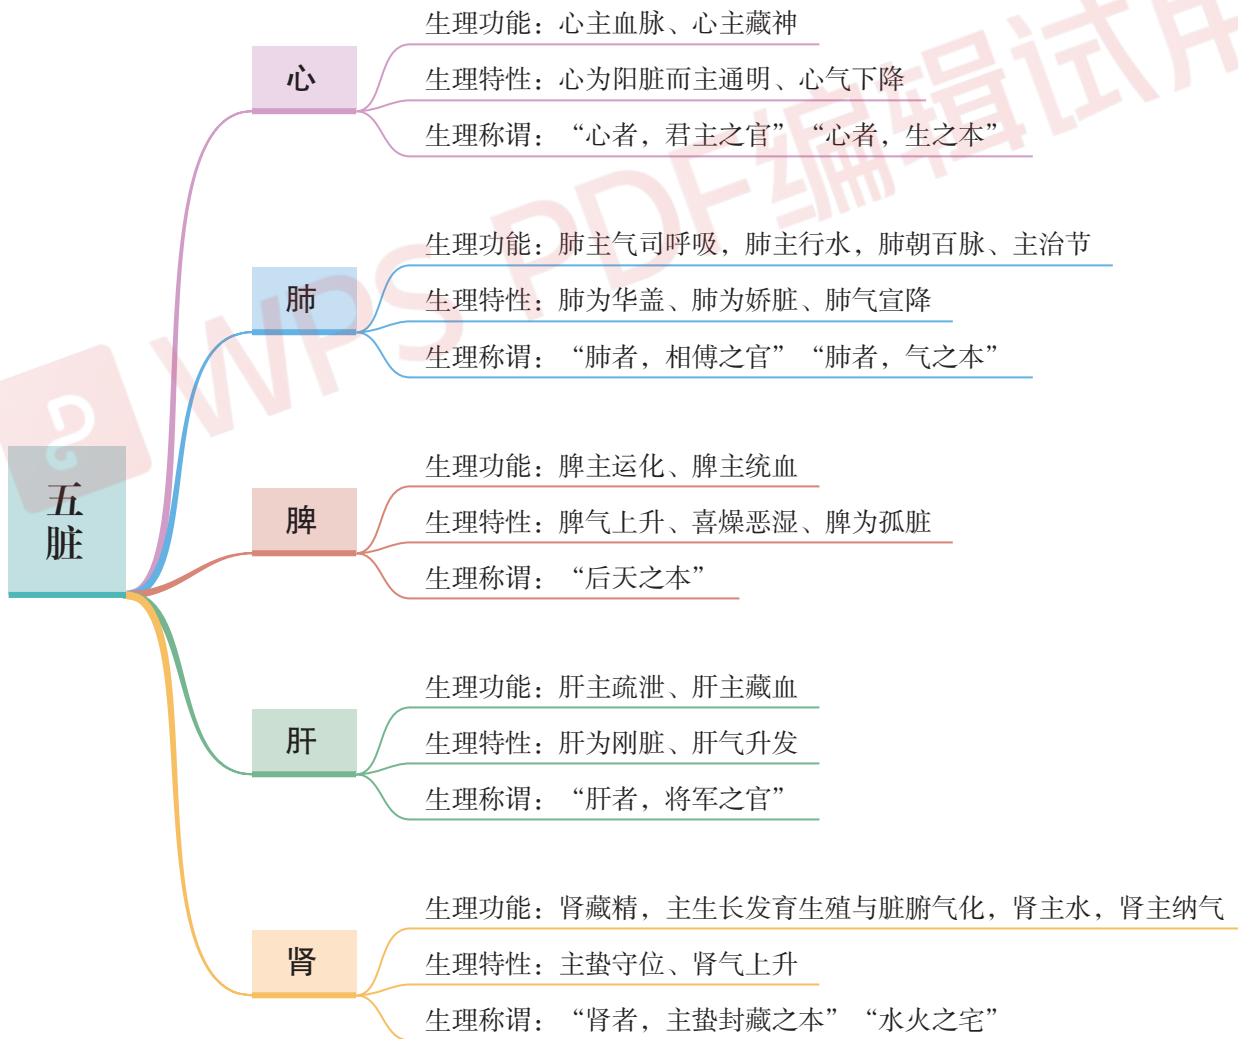 生理功能：心主血脉、心主藏神
心
生理特性：心为阳脏而主通明、心气下降
生理称谓：“心者，君主之官”“心者，生之本”
生理功能：肺主气司呼吸，肺主行水，肺朝百脉、主治节
肺
生理特性：肺为华盖、肺为娇脏、肺气宣降
生理称谓：“肺者，相傅之官”“肺者，气之本”
WPS PDF编辑试用
五脏
生理功能：脾主运化、脾主统血
脾
生理特性：脾气上升、喜燥恶湿、脾为孤脏
生理称谓：“后天之本”
生理功能：肝主疏泄、肝主藏血
肝
生理特性：肝为刚脏、肝气升发
生理称谓：“肝者，将军之官”
生理功能：肾藏精，主生长发育生殖与脏腑气化，肾主水，肾主纳气
肾
生理特性：主蛰守位、肾气上升
生理称谓：“肾者，主蛰封藏之本”“水火之宅”